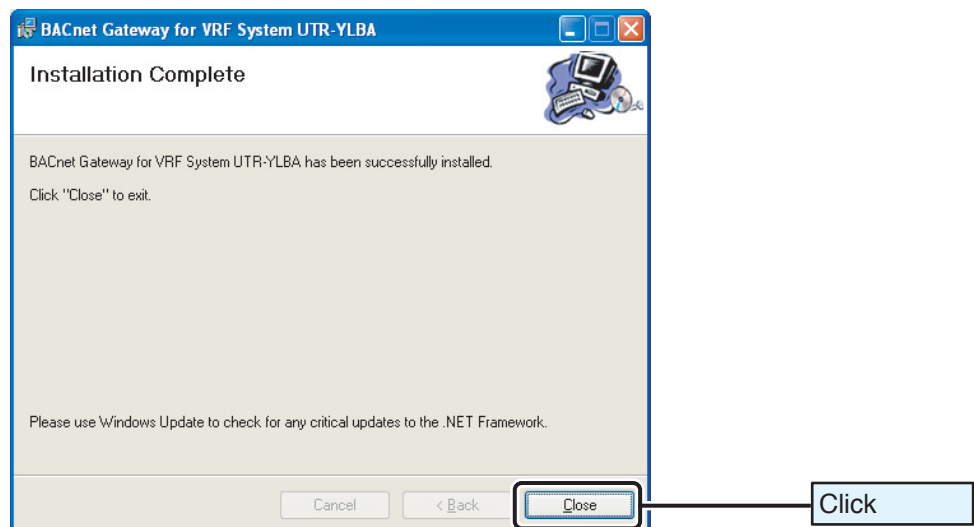 BACnet Gateway for VRF System UTR-YLBA
Installation Complete
BACnet Gateway for VRF System UTR-YLBA has been successfully installed.
Click "Close" to exit.
Please use Windows Update to check for any critical updates to the .NET Framework.
Cancel
< Back
Close
Click